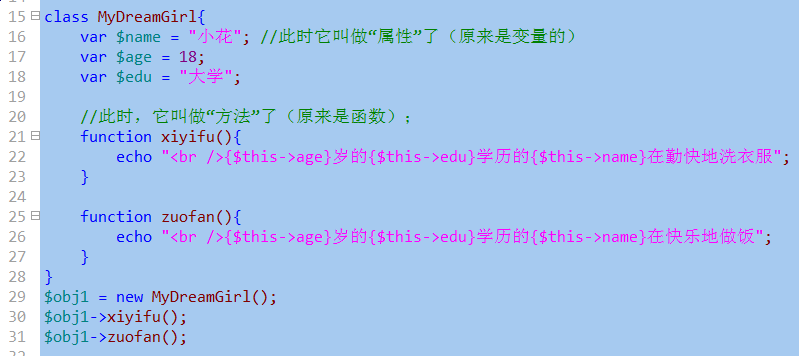 15 class MyDreamGirl{
16 var $name = "小花"; //此时它叫做“属性”了（原来是变量的）
17 var $age = 18;
18 var $edu = "大学";
19
20 //此时，它叫做“方法”了（原来是函数）;
21 function xiyifu(){
22 echo "<br />{$this->age}岁的{$this->edu}学历的{$this->name}在勤快地洗衣服";
23 }
24
25 function zuofan(){
26 echo "<br />{$this->age}岁的{$this->edu}学历的{$this->name}在快乐地做饭";
27 }
28 }
29 $obj1 = new MyDreamGirl();
30 $obj1->xiyifu();
31 $obj1->zuofan();